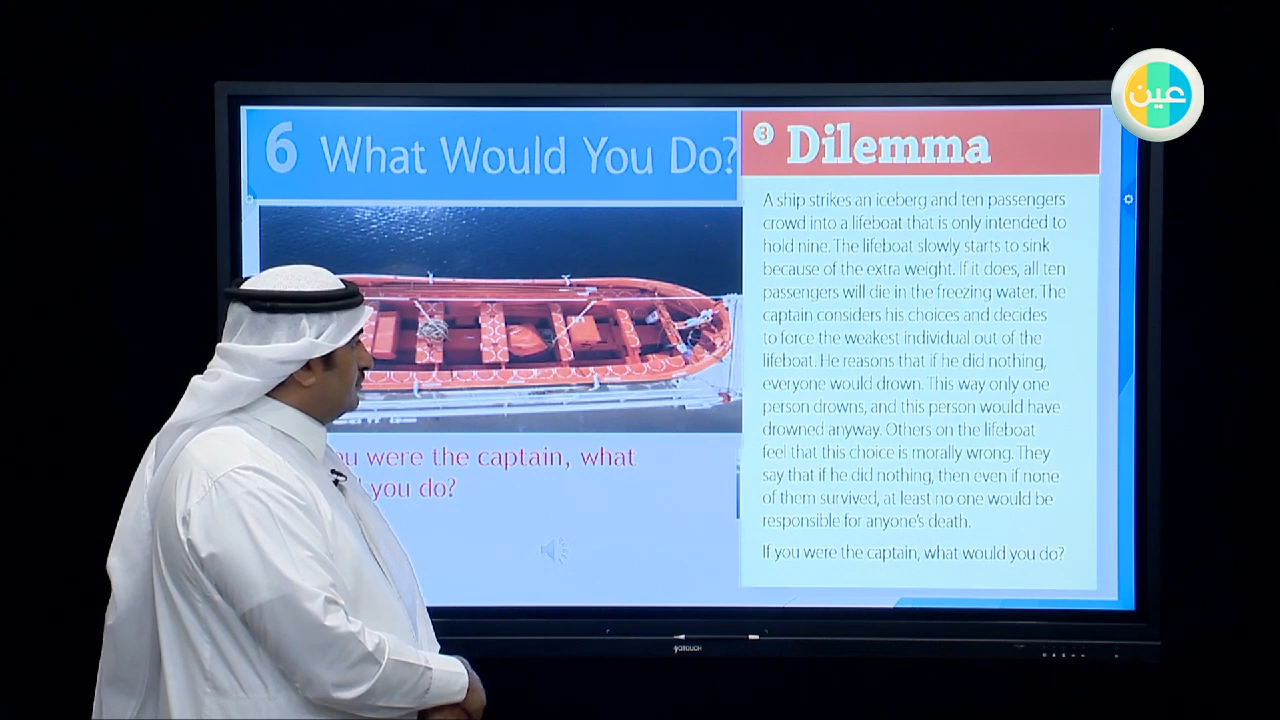 عين
6 What Would You Do?
3 Dilemma
A ship strikes an iceberg and ten passengers
crowd into a lifeboat that is only intended to
hold nine. The lifeboat slowly starts to sink
because of the extra weight. If it does, all ten
passengers will die in the freezing water. The
captain considers his choices and decides
to force the weakest individual out of the
lifeboat. He reasons that if he did nothing,
everyone would drown. This way only one
person drowns, and this person would have
drowned anyway. Others on the lifeboat
feel that this choice is morally wrong. They
say that if he did nothing, then even if none
of them survived, at least no one would be
responsible for anyone's death.
If you were the captain, what would you do?
were the captain, what
you do?